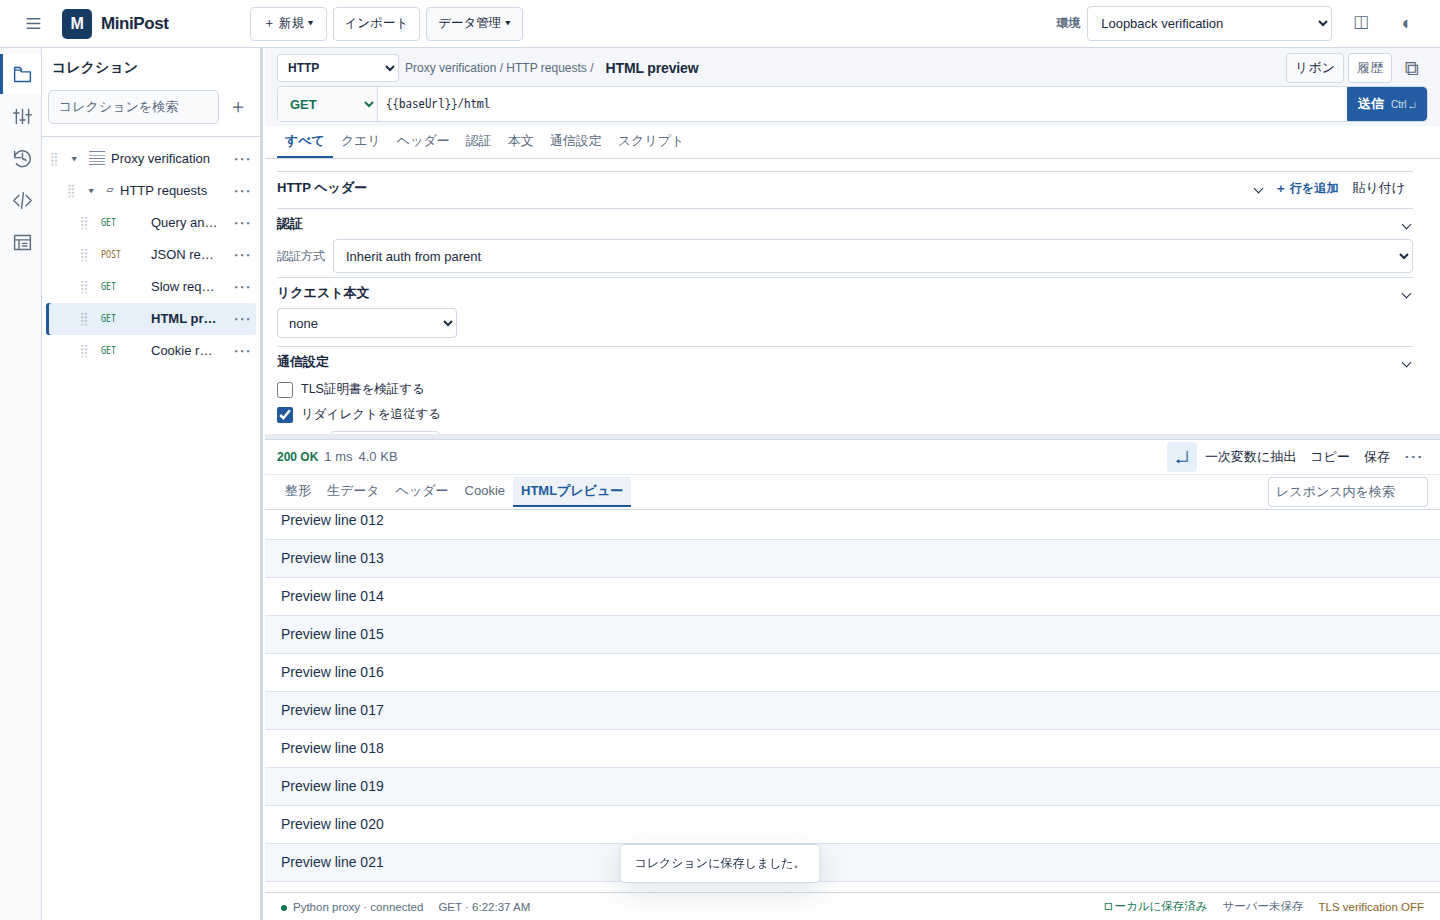 M MiniPost ＋ 新規 ▾ インポート データ管理 ▾ 環境 Loopback verification
コレクション
コレクションを検索 +
Proxy verification
HTTP requests
GET Query an…
POST JSON re…
GET Slow req…
GET HTML pr…
GET Cookie r…
HTTP Proxy verification / HTTP requests / HTML preview リボン 履歴
GET {{baseUrl}}/html 送信 Ctrl ⏎
すべて クエリ ヘッダー 認証 本文 通信設定 スクリプト
HTTP ヘッダー + 行を追加 貼り付け
認証
認証方式 Inherit auth from parent
リクエスト本文
none
通信設定
TLS証明書を検証する
リダイレクトを追従する
200 OK 1 ms 4.0 KB 一次変数に抽出 コピー 保存 ···
整形 生データ ヘッダー Cookie HTMLプレビュー レスポンス内を検索
Preview line 012
Preview line 013
Preview line 014
Preview line 015
Preview line 016
Preview line 017
Preview line 018
Preview line 019
Preview line 020
Preview line 021
コレクションに保存しました。
Python proxy · connected GET · 6:22:37 AM ローカルに保存済み サーバー未保存 TLS verification OFF